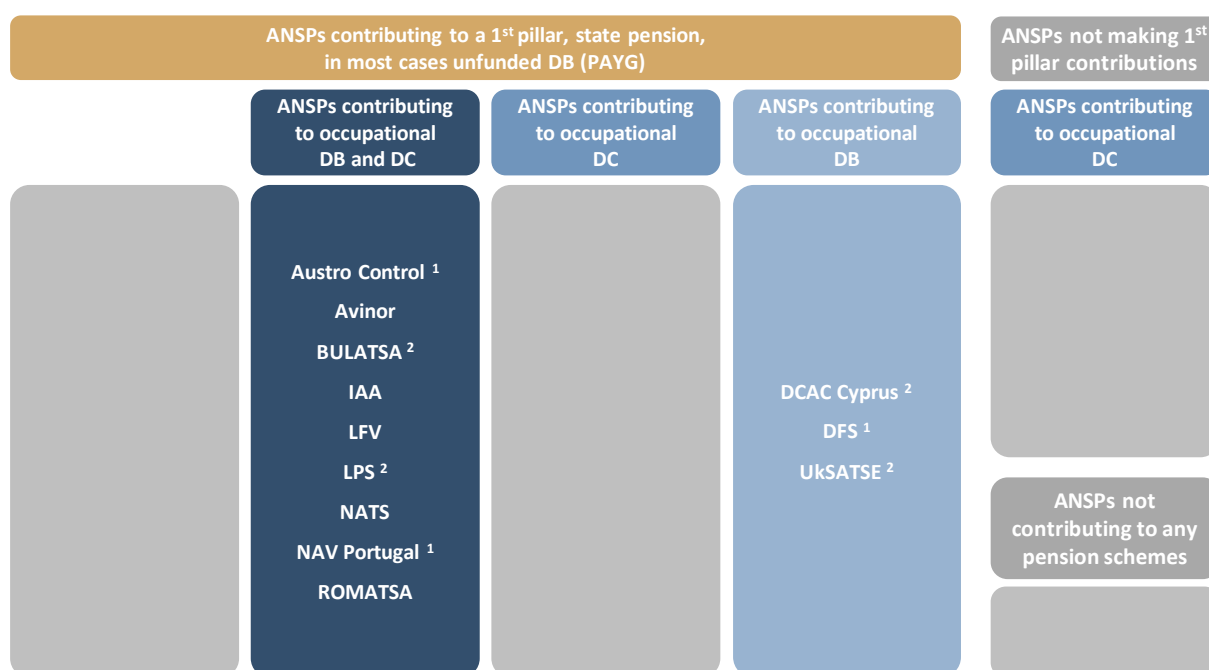 ANSPs contributing to a 1st pillar, state pension,
in most cases unfunded DB (PAYG)
ANSPs not making 1st
pillar contributions
ANSPs contributing
to occupational
DB and DC
ANSPs contributing
to occupational
DC
ANSPs contributing
to occupational
DB
ANSPs contributing
to occupational
DC
Austro Control 1
Avinor
BULATSA 2
IAA
LFV
LPS 2
NATS
NAV Portugal 1
ROMATSA
DCAC Cyprus 2
DFS 1
UkSATSE 2
ANSPs not
contributing to any
pension schemes